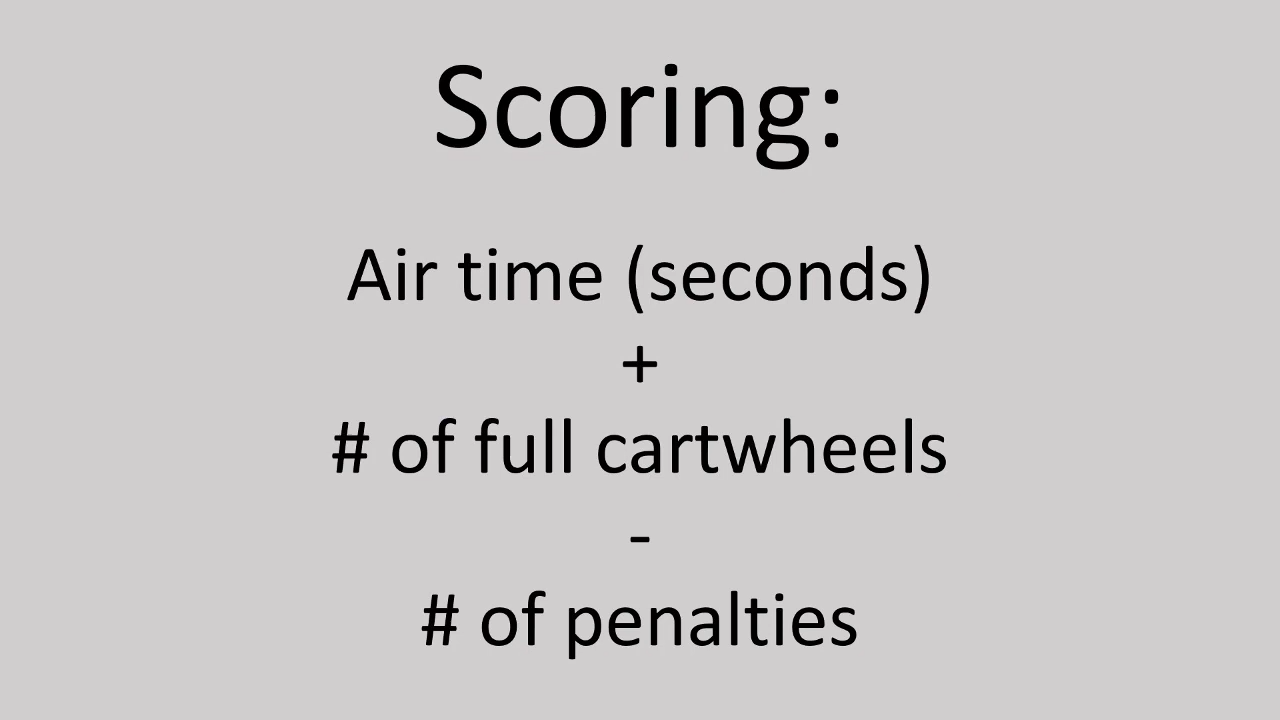 Scoring:
Air time (seconds)
+
# of full cartwheels
-
# of penalties